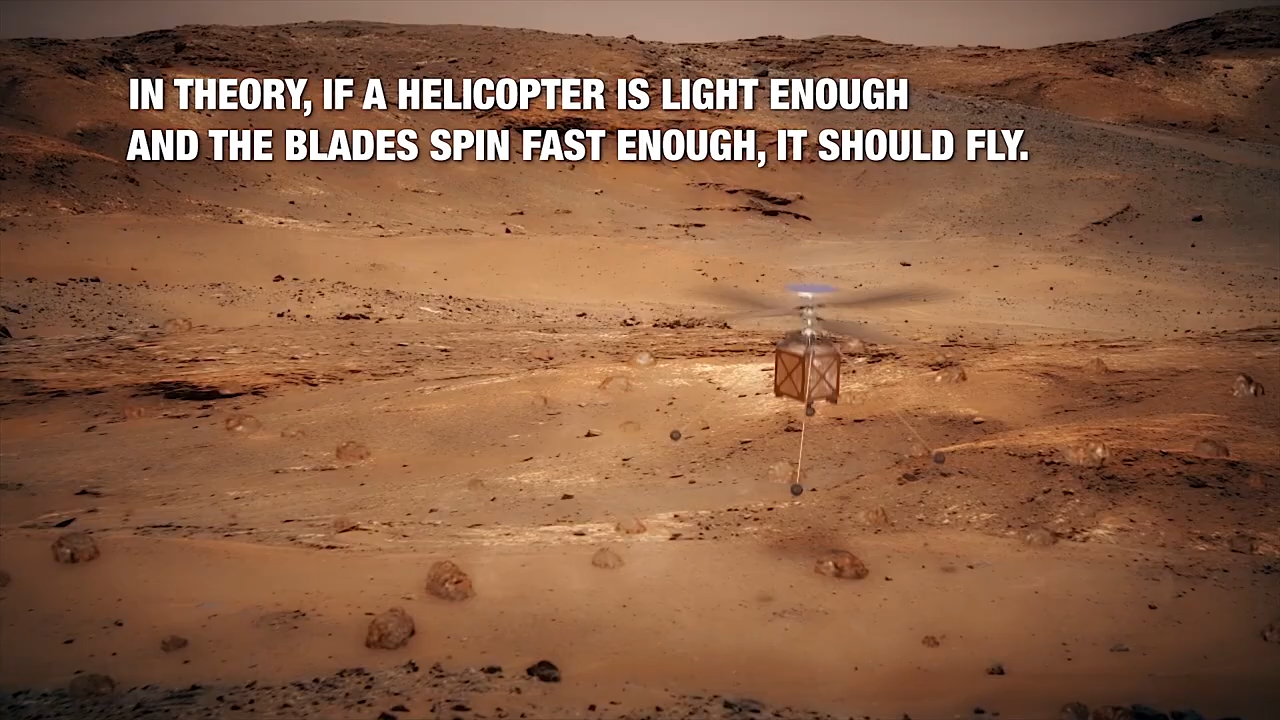 IN THEORY, IF A HELICOPTER IS LIGHT ENOUGH
AND THE BLADES SPIN FAST ENOUGH, IT SHOULD FLY.